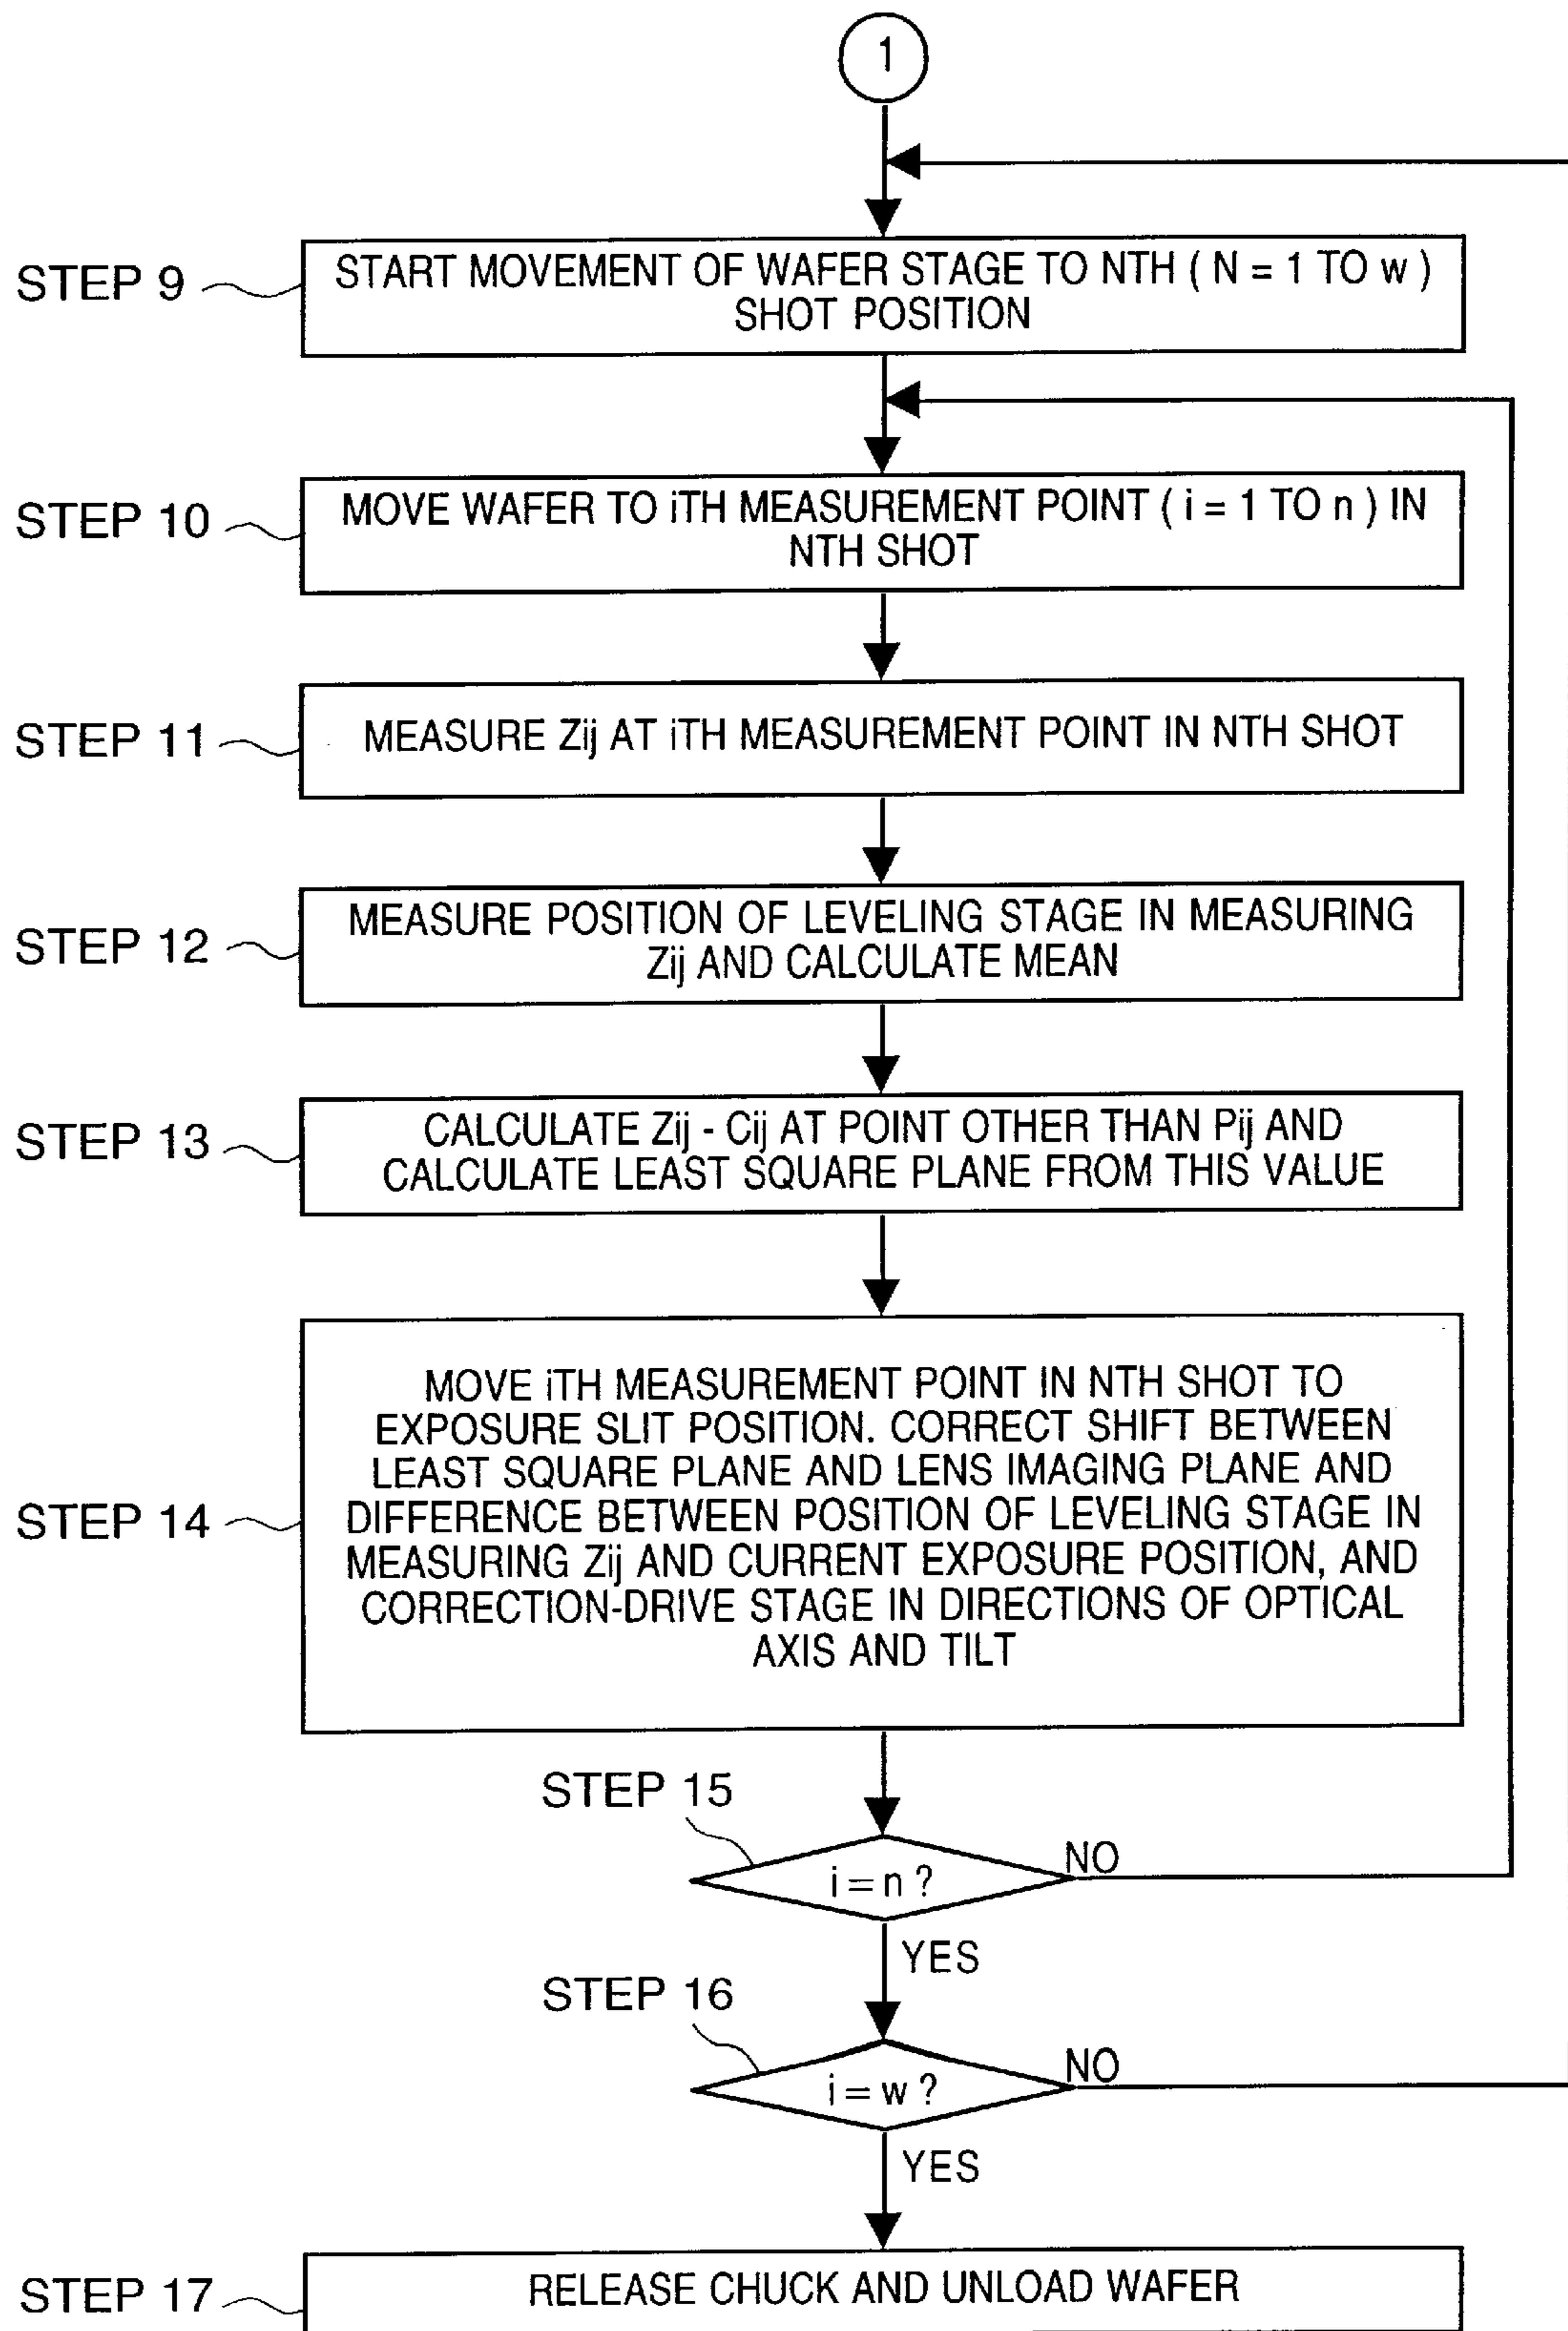 1
STEP 9
START MOVEMENT OF WAFER STAGE TO NTH ( N = 1 TO w )
SHOT POSITION
STEP 10
MOVE WAFER TO iTH MEASUREMENT POINT ( i = 1 TO n ) IN
NTH SHOT
STEP 11
MEASURE Zij AT iTH MEASUREMENT POINT IN NTH SHOT
STEP 12
MEASURE POSITION OF LEVELING STAGE IN MEASURING
Zij AND CALCULATE MEAN
STEP 13
CALCULATE Zij - Cij AT POINT OTHER THAN Pij AND
CALCULATE LEAST SQUARE PLANE FROM THIS VALUE
STEP 14
MOVE iTH MEASUREMENT POINT IN NTH SHOT TO
EXPOSURE SLIT POSITION. CORRECT SHIFT BETWEEN
LEAST SQUARE PLANE AND LENS IMAGING PLANE AND
DIFFERENCE BETWEEN POSITION OF LEVELING STAGE IN
MEASURING Zij AND CURRENT EXPOSURE POSITION, AND
CORRECTION-DRIVE STAGE IN DIRECTIONS OF OPTICAL
AXIS AND TILT
STEP 15
i = n ?
NO
YES
STEP 16
i = w ?
NO
YES
STEP 17
RELEASE CHUCK AND UNLOAD WAFER